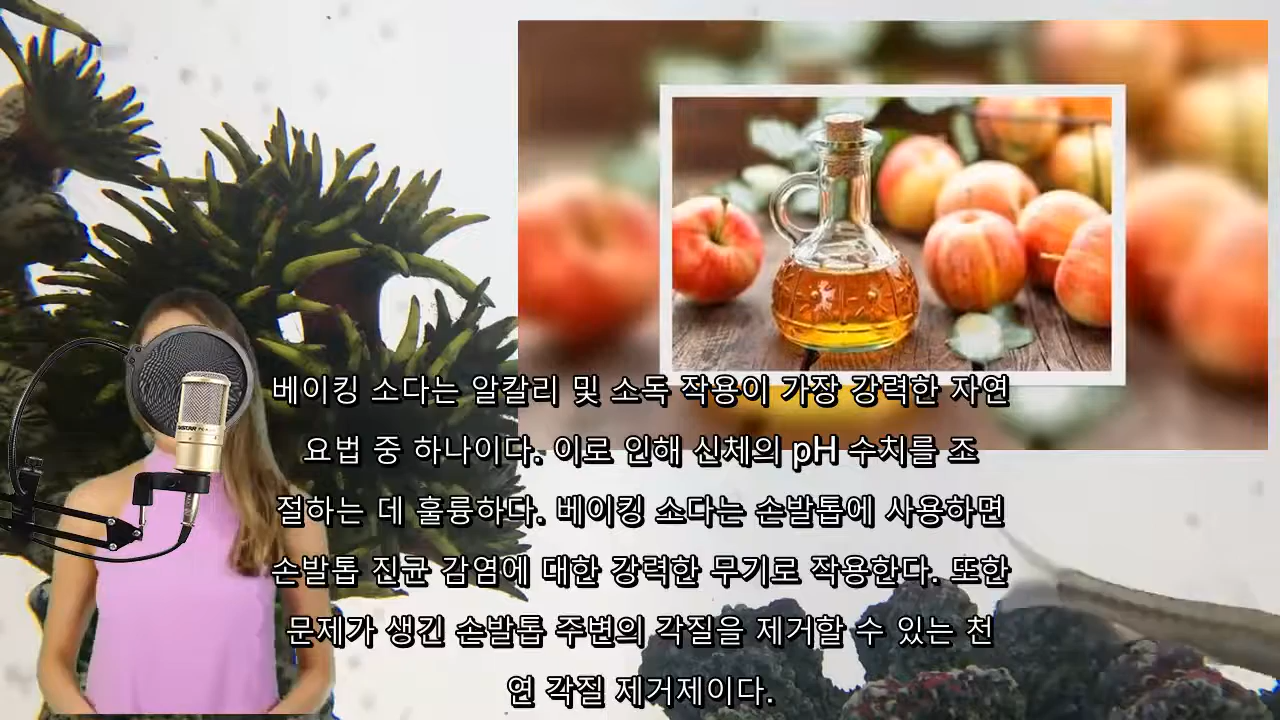 베이킹 소다는 알칼리 및 소독 작용이 가장 강력한 자연
요법 중 하나이다. 이로 인해 신체의 pH 수치를 조
절하는 데 훌륭하다. 베이킹 소다는 손발톱에 사용하면
손발톱 진균 감염에 대한 강력한 무기로 작용한다. 또한
문제가 생긴 손발톱 주변의 각질을 제거할 수 있는 천
연 각질 제거제이다.